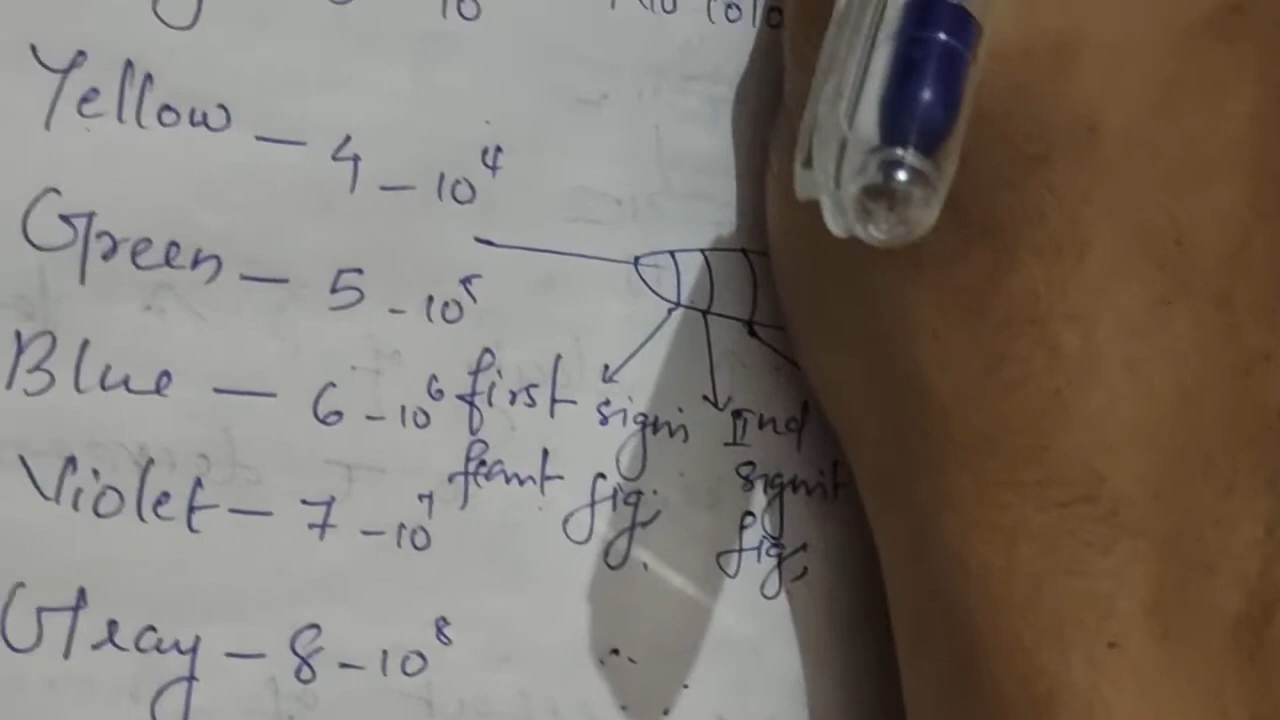 Yellow - 4 - 10⁴
Green - 5 - 10⁵
Blue - 6 - 10⁶
Violet - 7 - 10⁷
Gray - 8 - 10⁸
first signi
ficant fig.
IInd
signif
fig.